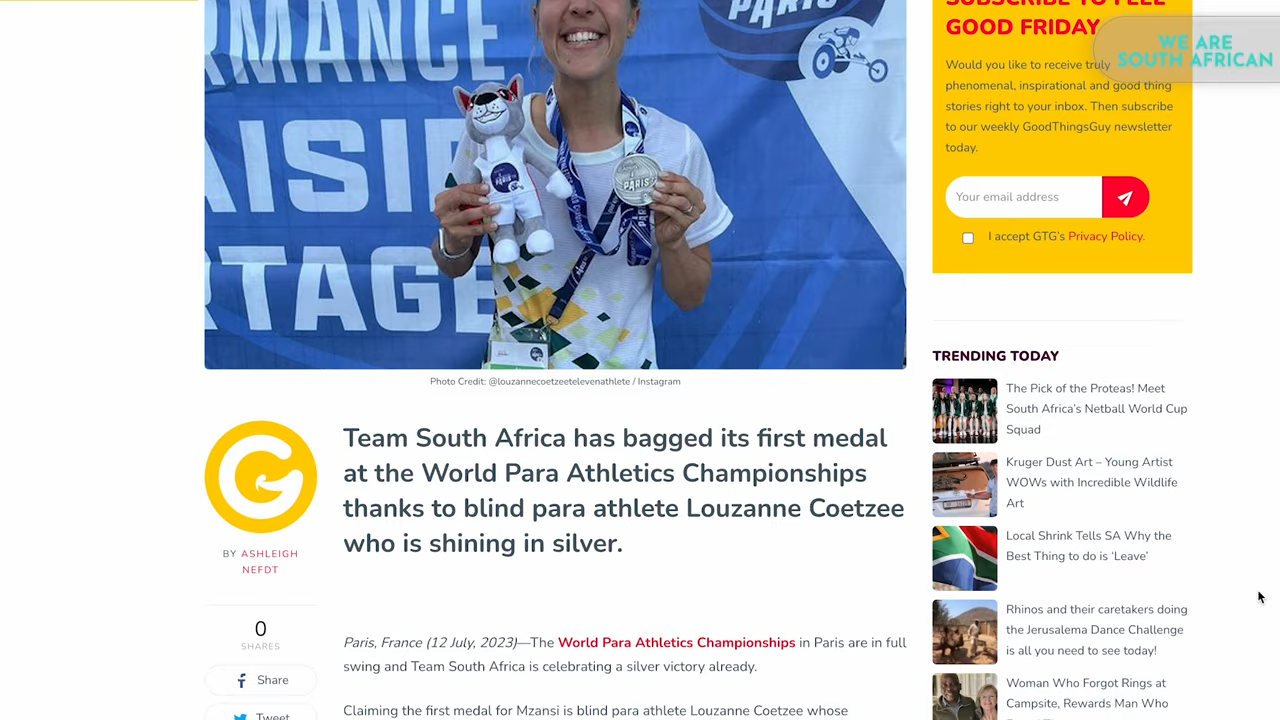 RMANCE
PARIS
AISI
RTAGE
PARIS
PARIS
Photo Credit: @louzannecoetzeetelevenathlete / Instagram
Team South Africa has bagged its first medal
at the World Para Athletics Championships
thanks to blind para athlete Louzanne Coetzee
who is shining in silver.
BY ASHLEIGH
NEFDT
0
SHARES
Share
Tweet
Paris, France (12 July, 2023)—The World Para Athletics Championships in Paris are in full
swing and Team South Africa is celebrating a silver victory already.
Claiming the first medal for Mzansi is blind para athlete Louzanne Coetzee whose
SUBSCRIBE TO FEEL
GOOD FRIDAY
WE ARE
SOUTH AFRICAN
Would you like to receive truly
phenomenal, inspirational and good thing
stories right to your inbox. Then subscribe
to our weekly GoodThingsGuy newsletter
today.
Your email address
I accept GTG's Privacy Policy.
TRENDING TODAY
The Pick of the Proteas! Meet
South Africa's Netball World Cup
Squad
Kruger Dust Art – Young Artist
WOWs with Incredible Wildlife
Art
Local Shrink Tells SA Why the
Best Thing to do is 'Leave'
Rhinos and their caretakers doing
the Jerusalema Dance Challenge
is all you need to see today!
Woman Who Forgot Rings at
Campsite, Rewards Man Who